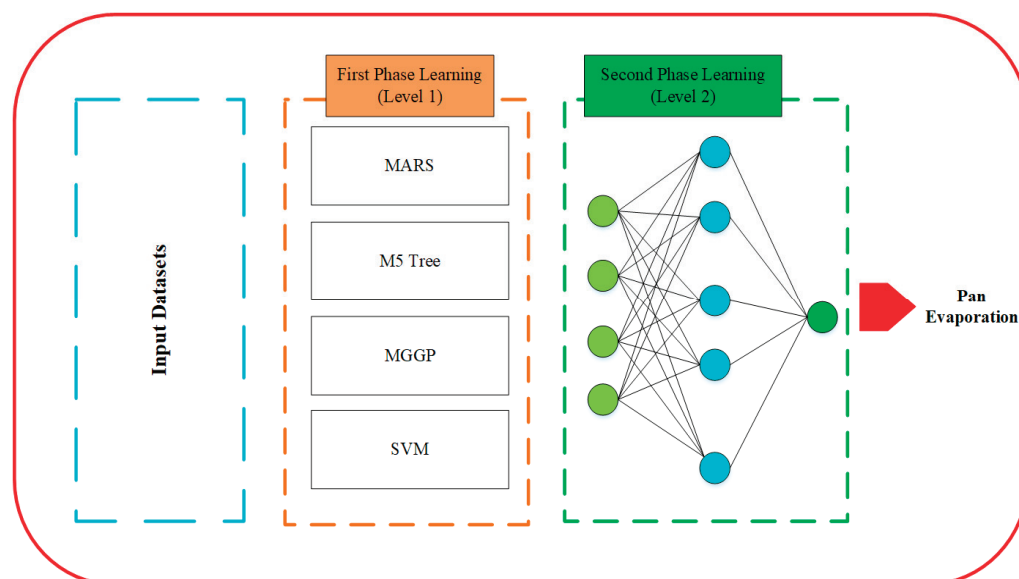 Input Datasets
First Phase Learning
(Level 1)
MARS
M5 Tree
MGGP
SVM
Second Phase Learning
(Level 2)
Pan
Evaporation